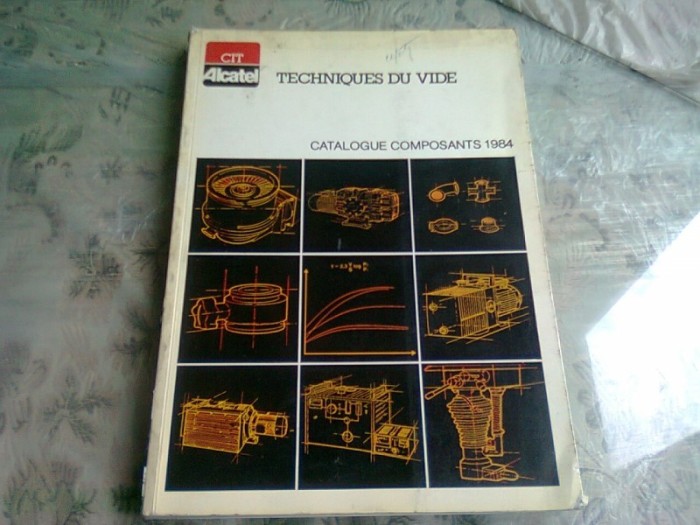 CIT
Alcatel
TECHNIQUES DU VIDE
CATALOGUE COMPOSANTS 1984